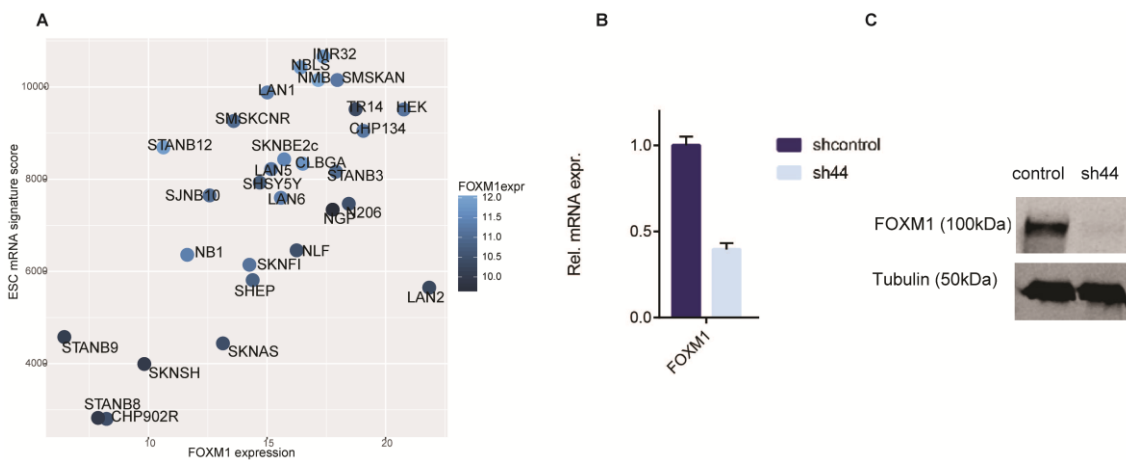 A
ESC mRNA signature score
10000
8000
6000
4000
IMR32
NBLS
NMB
SMSKAN
LAN1
TR14
HEK
SMSKCNR
CHP134
STANB12
SKNBE2c
CLBGA
LAN5
STANB3
SHSY5Y
SJNB10
LAN6
N206
NGP
NB1
NLF
SKNFI
SHEP
LAN2
STANB9
SKNAS
SKNSH
STANB8
CHP902R
10
15
20
FOXM1 expression
FOXM1expr
12.0
11.5
11.0
10.5
10.0
B
Rel. mRNA expr.
1.0
0.5
0.0
FOXM1
shcontrol
sh44
C
control sh44
FOXM1 (100kDa)
Tubulin (50kDa)